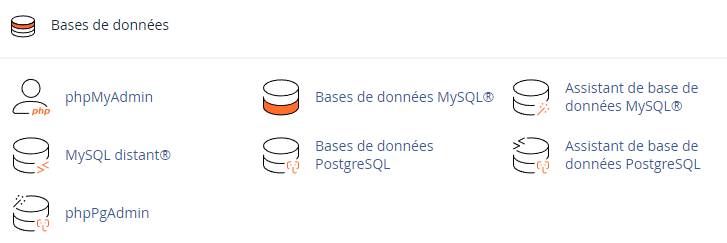 Bases de données
phpMyAdmin
php
Bases de données MySQL®
Assistant de base de
données MySQL®
MySQL distant®
Bases de données
PostgreSQL
Assistant de base de
données PostgreSQL
phpPgAdmin